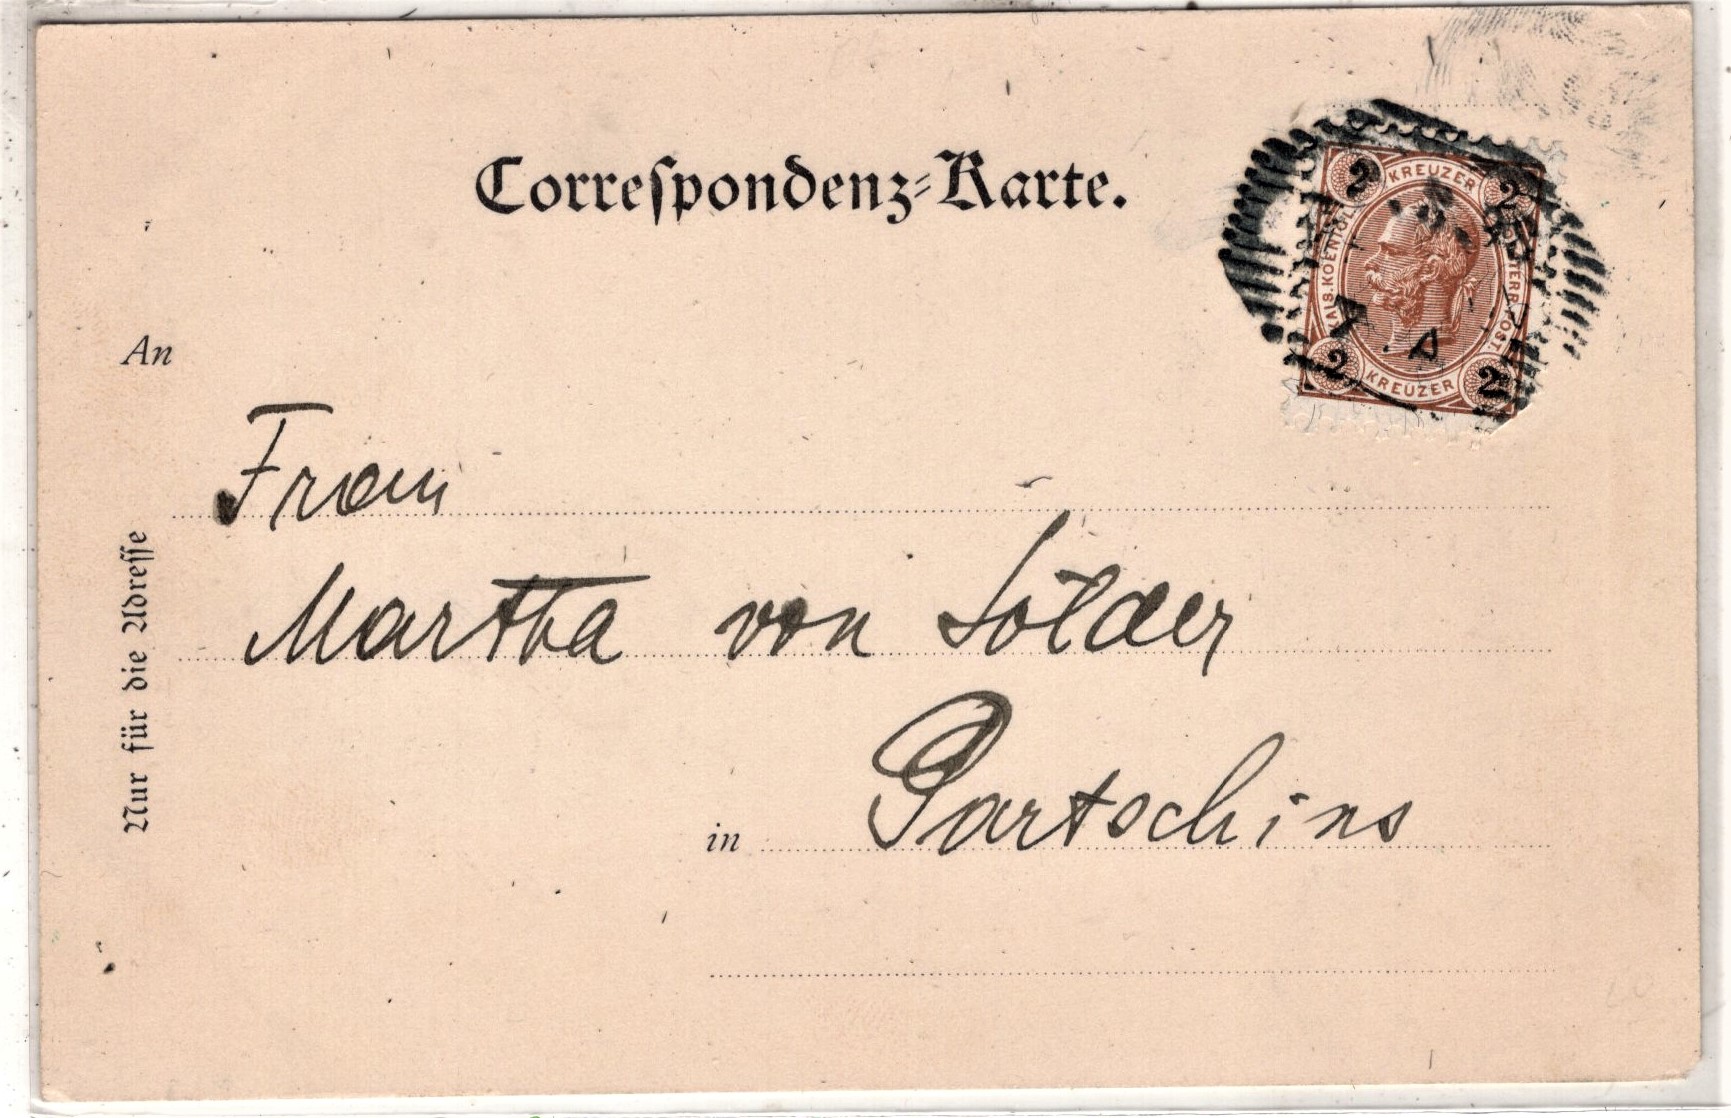 Correſpondenz-Karte.
KREUZER
2 2
KAIS. KOENIGL. OESTERR. POST.
2 2
KREUZER
An
Frau
Martha von Sölder
in Partschins
Nur für die Adreſſe